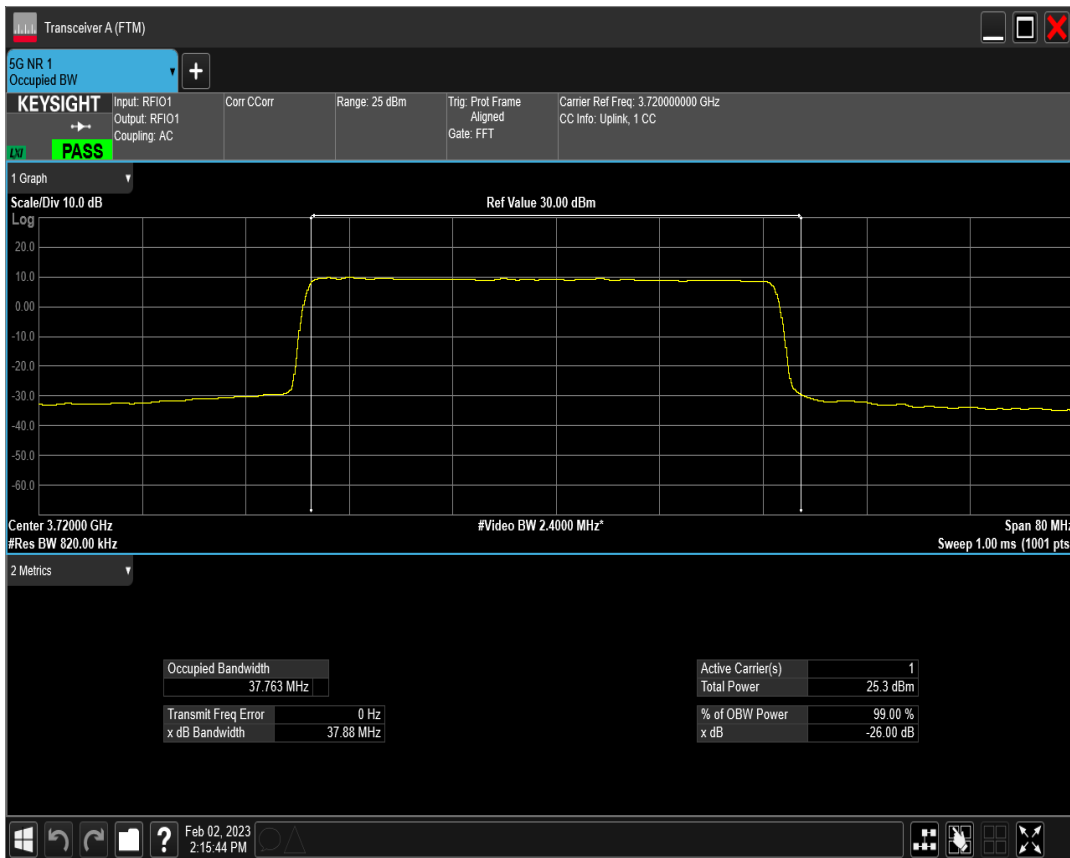 Transceiver A (FTM)
5G NR 1
Occupied BW
+
KEYSIGHT
LXI
PASS
Input: RFIO1
Output: RFIO1
Coupling: AC
Corr CCorr
Range: 25 dBm
Trig: Prot Frame
Aligned
Gate: FFT
Carrier Ref Freq: 3.720000000 GHz
CC Info: Uplink, 1 CC
1 Graph
Scale/Div 10.0 dB
Ref Value 30.00 dBm
Log
20.0
10.0
0.00
-10.0
-20.0
-30.0
-40.0
-50.0
-60.0
Center 3.72000 GHz
#Video BW 2.4000 MHz*
Span 80 MHz
#Res BW 820.00 kHz
Sweep 1.00 ms (1001 pts
2 Metrics
Occupied Bandwidth
37.763 MHz
Transmit Freq Error 0 Hz
x dB Bandwidth 37.88 MHz
Active Carrier(s) 1
Total Power 25.3 dBm
% of OBW Power 99.00 %
x dB -26.00 dB
?
Feb 02, 2023
2:15:44 PM